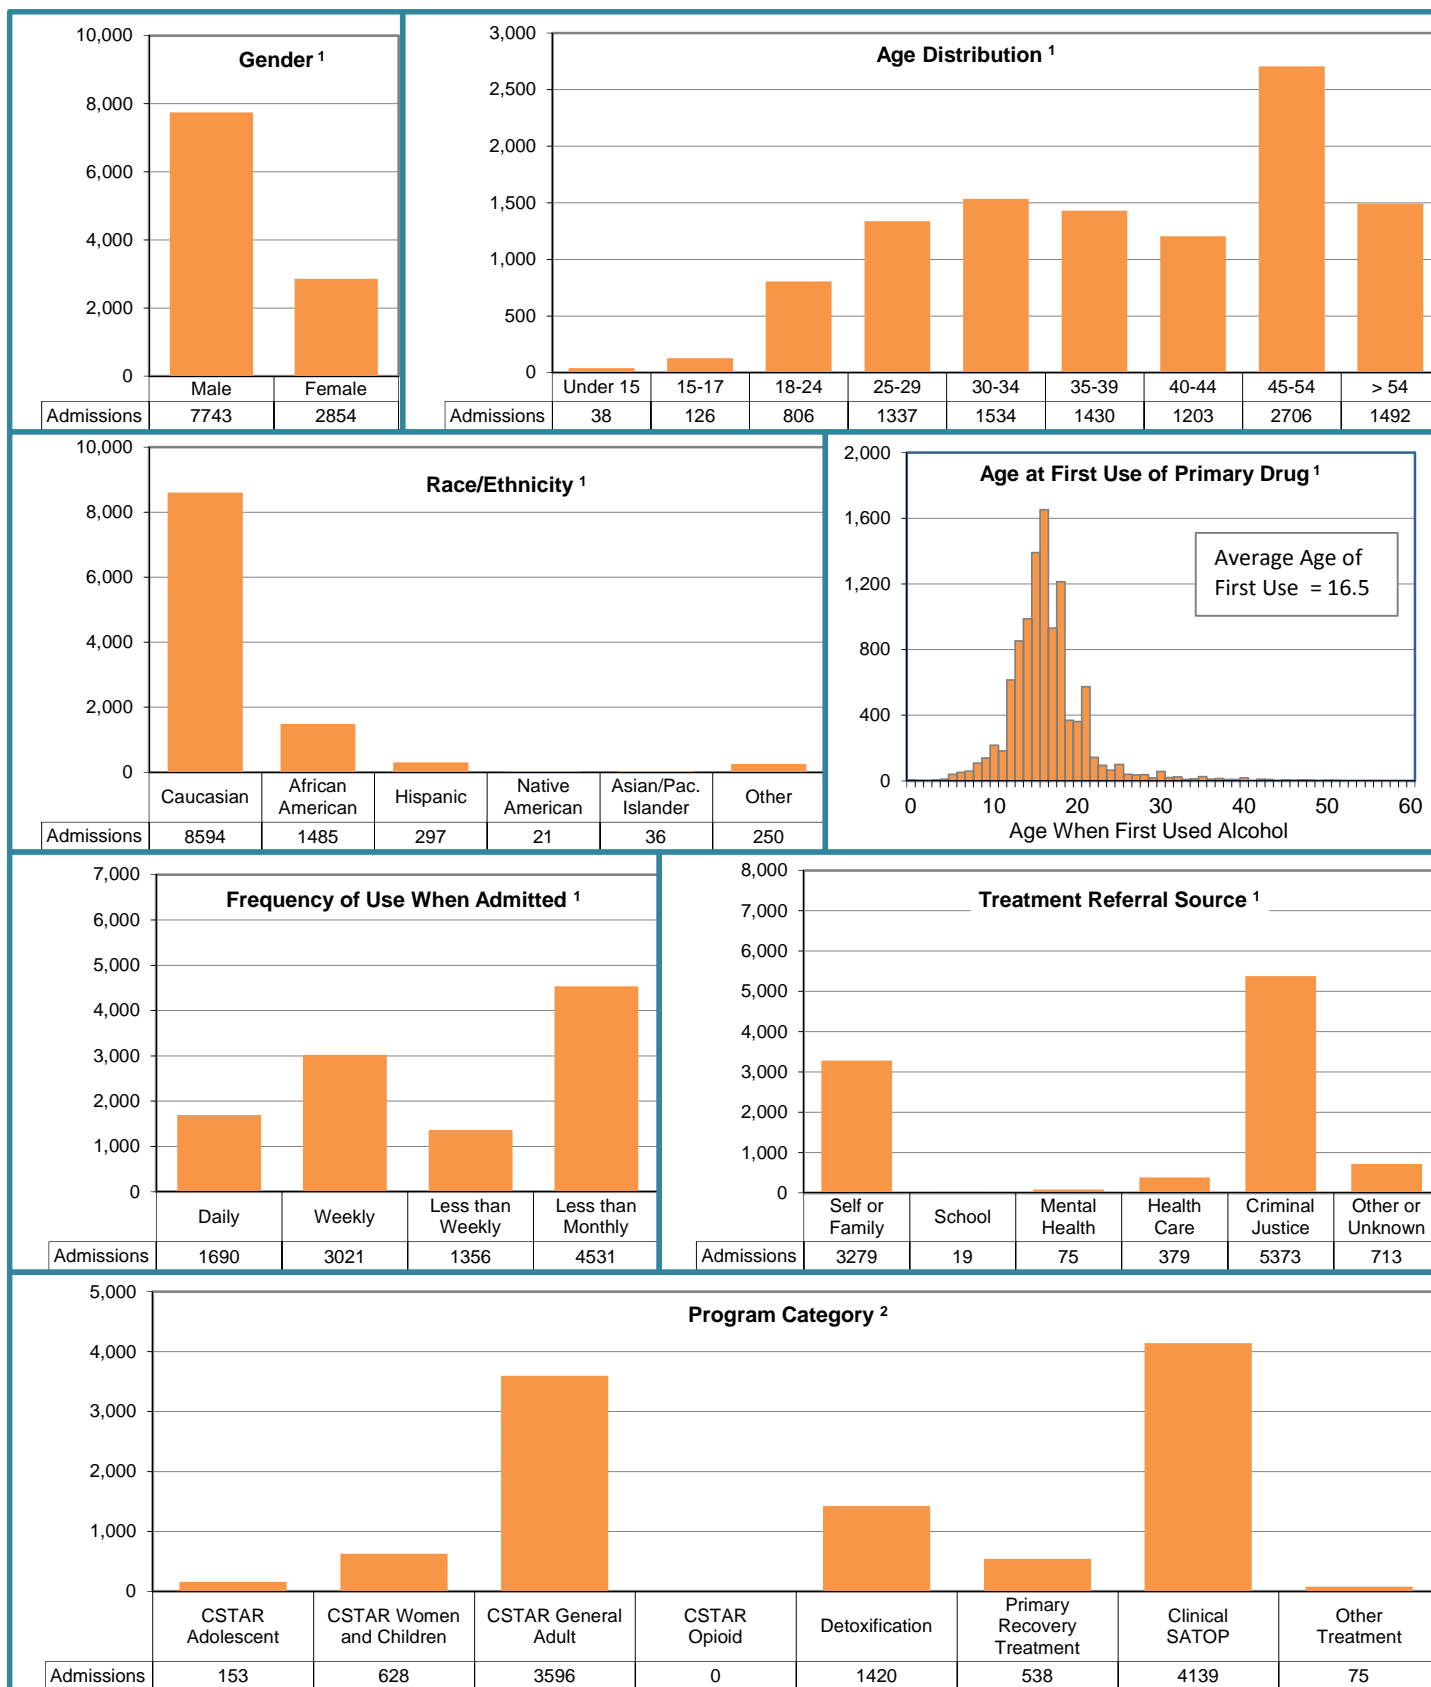 Gender ¹
10,000
8,000
6,000
4,000
2,000
0
Male Female
Admissions 7743 2854
Age Distribution ¹
3,000
2,500
2,000
1,500
1,000
500
0
Under 15 15-17 18-24 25-29 30-34 35-39 40-44 45-54 > 54
Admissions 38 126 806 1337 1534 1430 1203 2706 1492
Race/Ethnicity ¹
10,000
8,000
6,000
4,000
2,000
0
Caucasian African American Hispanic Native American Asian/Pac. Islander Other
Admissions 8594 1485 297 21 36 250
Age at First Use of Primary Drug ¹
2,000
1,600
1,200
800
400
0
Average Age of
First Use = 16.5
0 10 20 30 40 50 60
Age When First Used Alcohol
Frequency of Use When Admitted ¹
7,000
6,000
5,000
4,000
3,000
2,000
1,000
0
Daily Weekly Less than Weekly Less than Monthly
Admissions 1690 3021 1356 4531
Treatment Referral Source ¹
8,000
7,000
6,000
5,000
4,000
3,000
2,000
1,000
0
Self or Family School Mental Health Health Care Criminal Justice Other or Unknown
Admissions 3279 19 75 379 5373 713
Program Category ²
5,000
4,000
3,000
2,000
1,000
0
CSTAR Adolescent CSTAR Women and Children CSTAR General Adult CSTAR Opioid Detoxification Primary Recovery Treatment Clinical SATOP Other Treatment
Admissions 153 628 3596 0 1420 538 4139 75